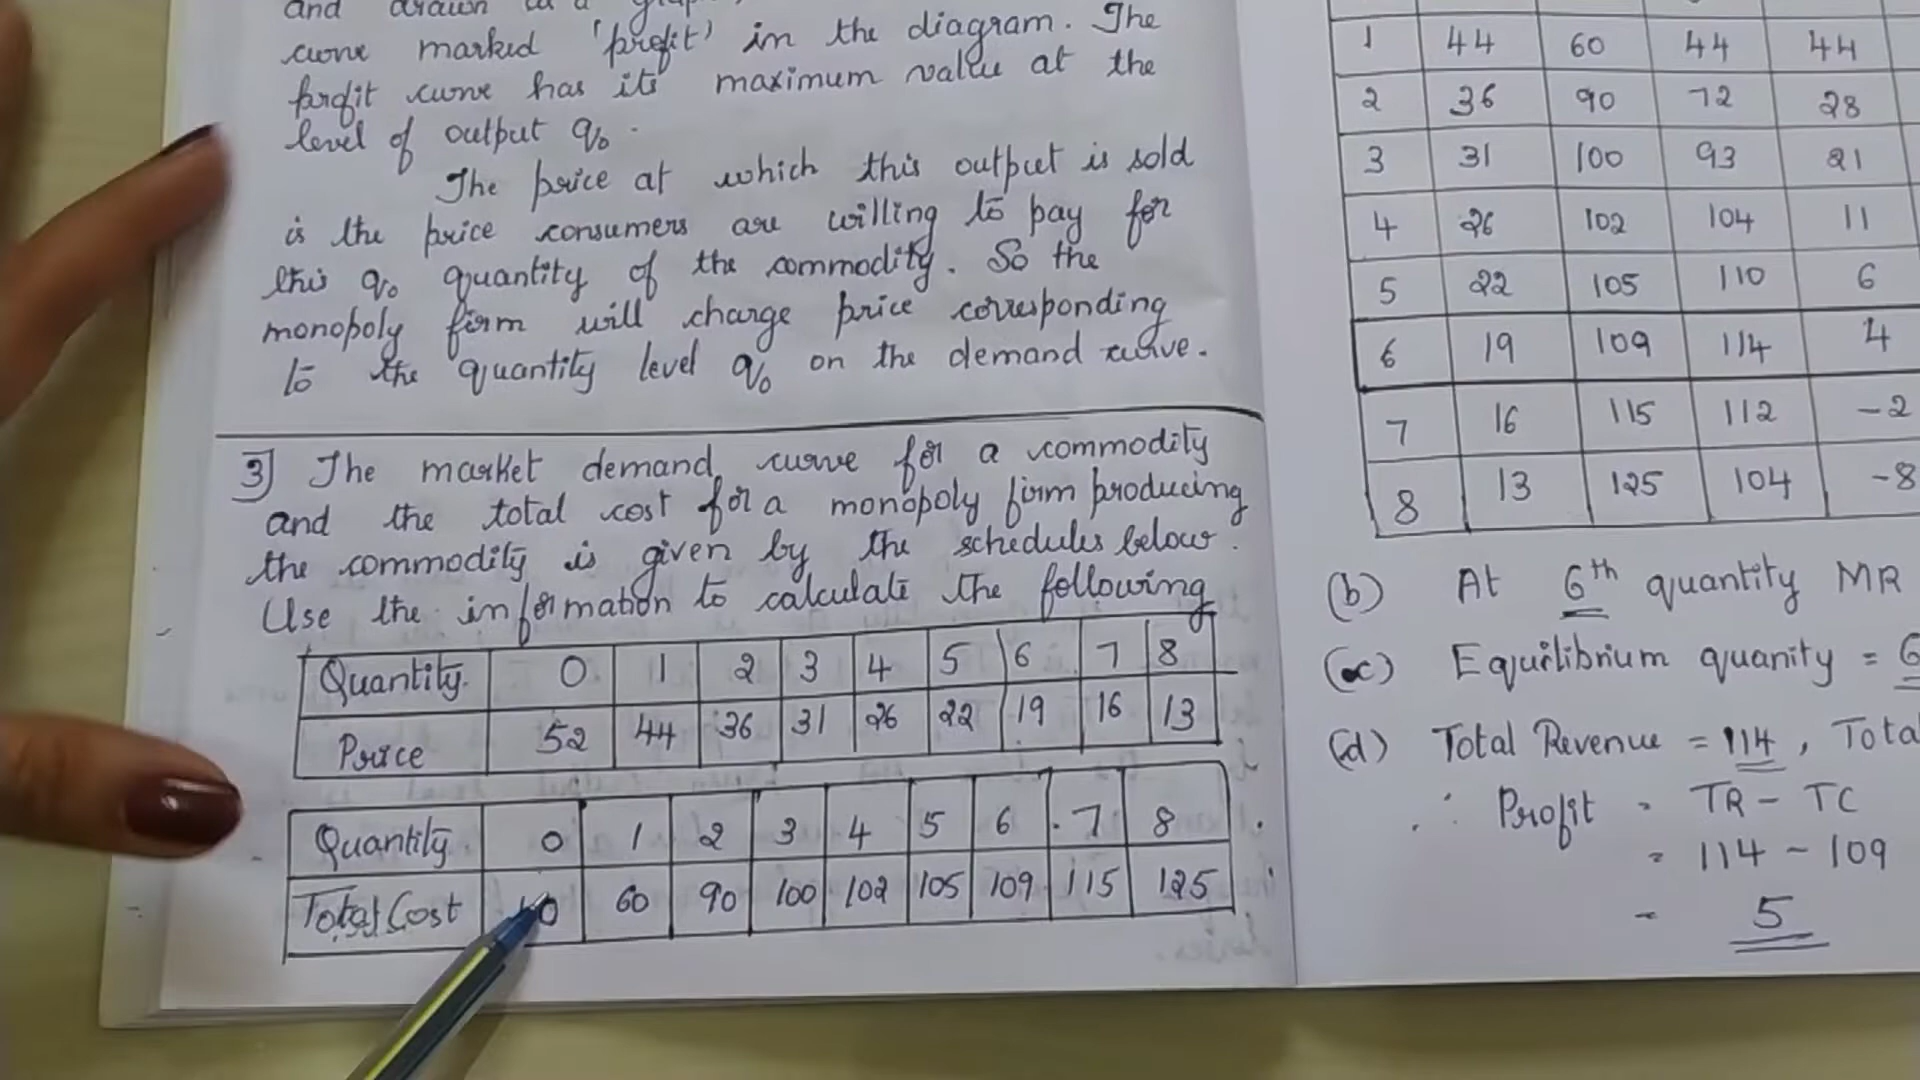 and drawn
curve marked 'profit' in the diagram. The
profit curve has its maximum value at the
level of output q₀.
The price at which this output is sold
is the price consumers are willing to pay for
this q₀ quantity of the commodity. So the
monopoly firm will charge price corresponding
to the quantity level q₀ on the demand curve.
3] The market demand curve for a commodity
and the total cost for a monopoly firm producing
the commodity is given by the schedules below.
Use the information to calculate the following
Quantity. 0 1 2 3 4 5 6 7 8
Price 52 44 36 31 26 22 19 16 13
Quantity 0 1 2 3 4 5 6 7 8
Total Cost 60 90 100 102 105 109 115 125
1 44 60 44 44
2 36 90 72 28
3 31 100 93 21
4 26 102 104 11
5 22 105 110 6
6 19 109 114 4
7 16 115 112 -2
8 13 125 104 -8
(b) At 6th quantity MR
(c) Equilibrium quanity = 6
(d) Total Revenue = 114, Tota
∴ Profit = TR - TC
= 114 - 109
= 5